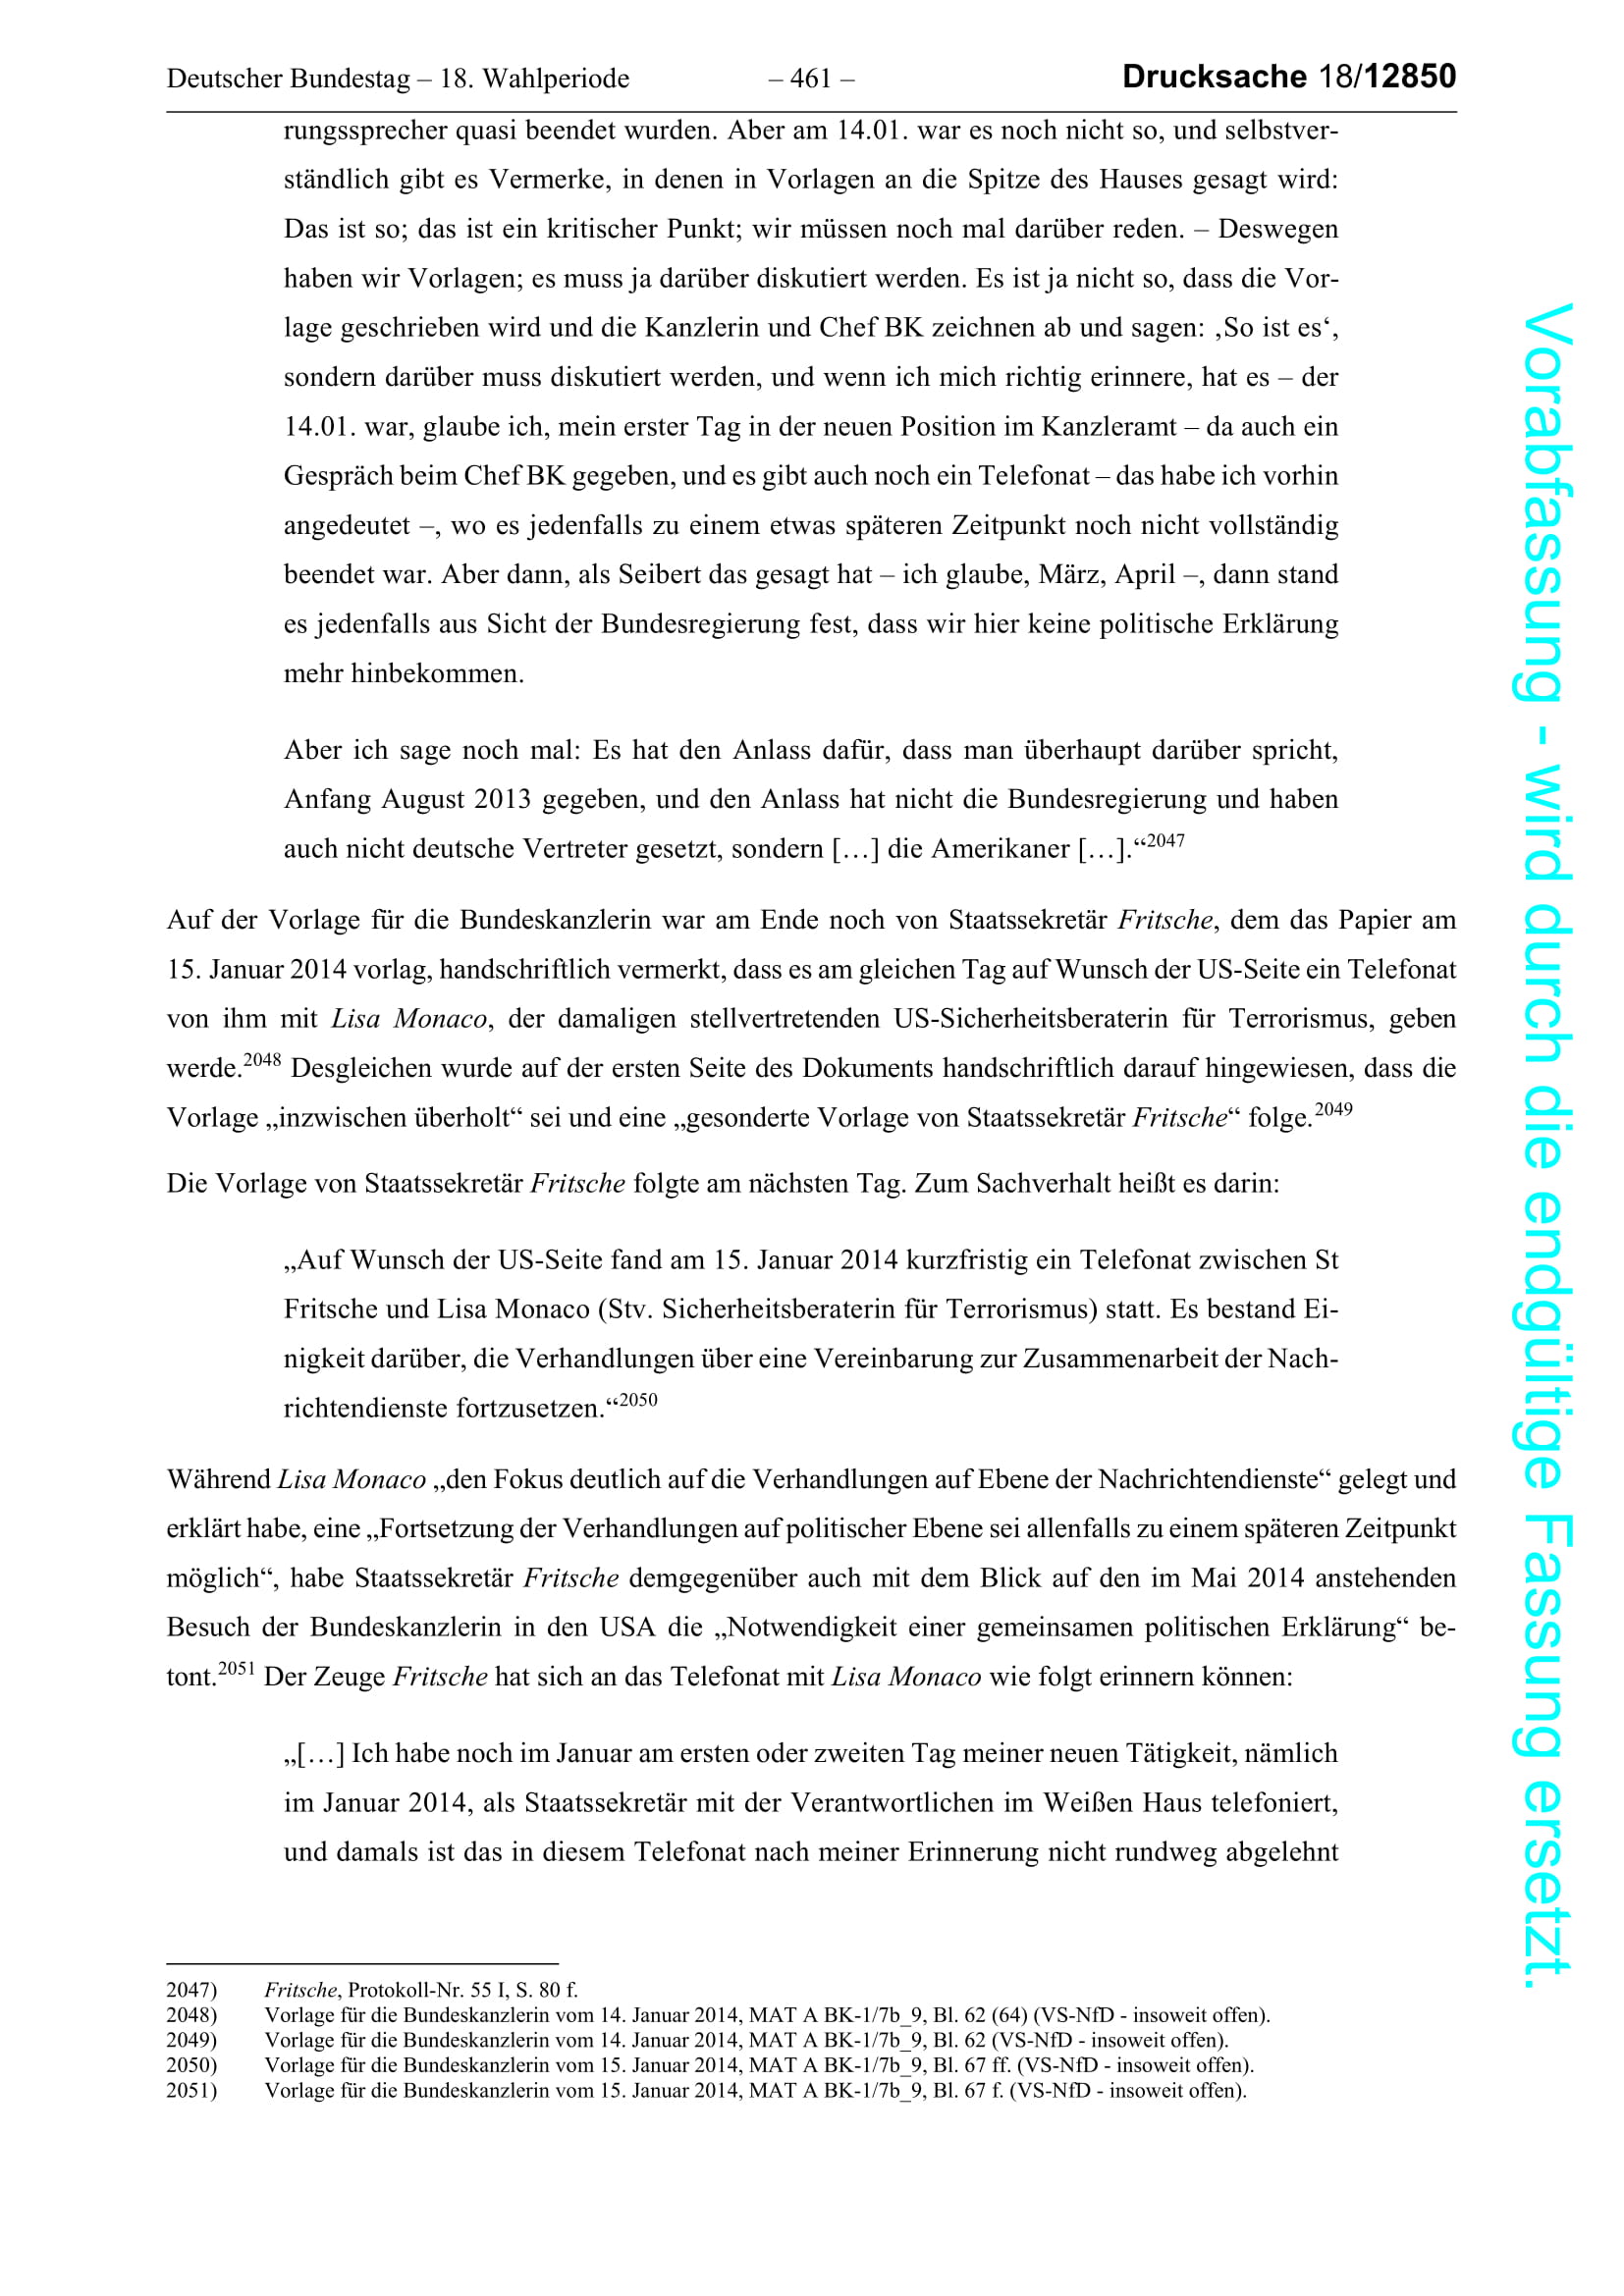 Deutscher Bundestag – 18. Wahlperiode – 461 – Drucksache 18/12850
rungssprecher quasi beendet wurden. Aber am 14.01. war es noch nicht so, und selbstver-
ständlich gibt es Vermerke, in denen in Vorlagen an die Spitze des Hauses gesagt wird:
Das ist so; das ist ein kritischer Punkt; wir müssen noch mal darüber reden. – Deswegen
haben wir Vorlagen; es muss ja darüber diskutiert werden. Es ist ja nicht so, dass die Vor-
lage geschrieben wird und die Kanzlerin und Chef BK zeichnen ab und sagen: ‚So ist es‘,
sondern darüber muss diskutiert werden, und wenn ich mich richtig erinnere, hat es – der
14.01. war, glaube ich, mein erster Tag in der neuen Position im Kanzleramt – da auch ein
Gespräch beim Chef BK gegeben, und es gibt auch noch ein Telefonat – das habe ich vorhin
angedeutet –, wo es jedenfalls zu einem etwas späteren Zeitpunkt noch nicht vollständig
beendet war. Aber dann, als Seibert das gesagt hat – ich glaube, März, April –, dann stand
es jedenfalls aus Sicht der Bundesregierung fest, dass wir hier keine politische Erklärung
mehr hinbekommen.
Aber ich sage noch mal: Es hat den Anlass dafür, dass man überhaupt darüber spricht,
Anfang August 2013 gegeben, und den Anlass hat nicht die Bundesregierung und haben
auch nicht deutsche Vertreter gesetzt, sondern […] die Amerikaner […].“2047
Auf der Vorlage für die Bundeskanzlerin war am Ende noch von Staatssekretär Fritsche, dem das Papier am
15. Januar 2014 vorlag, handschriftlich vermerkt, dass es am gleichen Tag auf Wunsch der US-Seite ein Telefonat
von ihm mit Lisa Monaco, der damaligen stellvertretenden US-Sicherheitsberaterin für Terrorismus, geben
werde.2048 Desgleichen wurde auf der ersten Seite des Dokuments handschriftlich darauf hingewiesen, dass die
Vorlage „inzwischen überholt“ sei und eine „gesonderte Vorlage von Staatssekretär Fritsche“ folge.2049
Die Vorlage von Staatssekretär Fritsche folgte am nächsten Tag. Zum Sachverhalt heißt es darin:
„Auf Wunsch der US-Seite fand am 15. Januar 2014 kurzfristig ein Telefonat zwischen St
Fritsche und Lisa Monaco (Stv. Sicherheitsberaterin für Terrorismus) statt. Es bestand Ei-
nigkeit darüber, die Verhandlungen über eine Vereinbarung zur Zusammenarbeit der Nach-
richtendienste fortzusetzen.“2050
Während Lisa Monaco „den Fokus deutlich auf die Verhandlungen auf Ebene der Nachrichtendienste“ gelegt und
erklärt habe, eine „Fortsetzung der Verhandlungen auf politischer Ebene sei allenfalls zu einem späteren Zeitpunkt
möglich“, habe Staatssekretär Fritsche demgegenüber auch mit dem Blick auf den im Mai 2014 anstehenden
Besuch der Bundeskanzlerin in den USA die „Notwendigkeit einer gemeinsamen politischen Erklärung“ be-
tont.2051 Der Zeuge Fritsche hat sich an das Telefonat mit Lisa Monaco wie folgt erinnern können:
„[…] Ich habe noch im Januar am ersten oder zweiten Tag meiner neuen Tätigkeit, nämlich
im Januar 2014, als Staatssekretär mit der Verantwortlichen im Weißen Haus telefoniert,
und damals ist das in diesem Telefonat nach meiner Erinnerung nicht rundweg abgelehnt
2047) Fritsche, Protokoll-Nr. 55 I, S. 80 f.
2048) Vorlage für die Bundeskanzlerin vom 14. Januar 2014, MAT A BK-1/7b_9, Bl. 62 (64) (VS-NfD - insoweit offen).
2049) Vorlage für die Bundeskanzlerin vom 14. Januar 2014, MAT A BK-1/7b_9, Bl. 62 (VS-NfD - insoweit offen).
2050) Vorlage für die Bundeskanzlerin vom 15. Januar 2014, MAT A BK-1/7b_9, Bl. 67 ff. (VS-NfD - insoweit offen).
2051) Vorlage für die Bundeskanzlerin vom 15. Januar 2014, MAT A BK-1/7b_9, Bl. 67 f. (VS-NfD - insoweit offen).
Vorabfassung - wird durch die endgültige Fassung ersetzt.